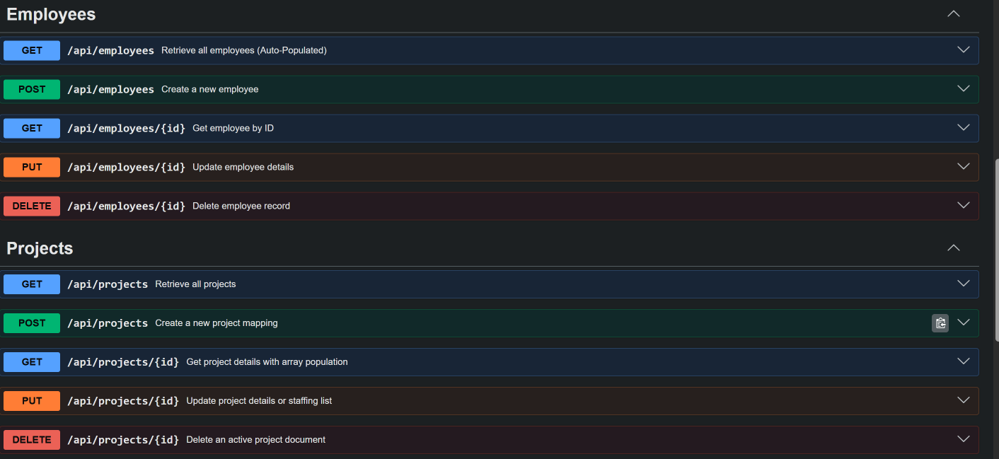 Employees
GET /api/employees Retrieve all employees (Auto-Populated)
POST /api/employees Create a new employee
GET /api/employees/{id} Get employee by ID
PUT /api/employees/{id} Update employee details
DELETE /api/employees/{id} Delete employee record
Projects
GET /api/projects Retrieve all projects
POST /api/projects Create a new project mapping
GET /api/projects/{id} Get project details with array population
PUT /api/projects/{id} Update project details or staffing list
DELETE /api/projects/{id} Delete an active project document